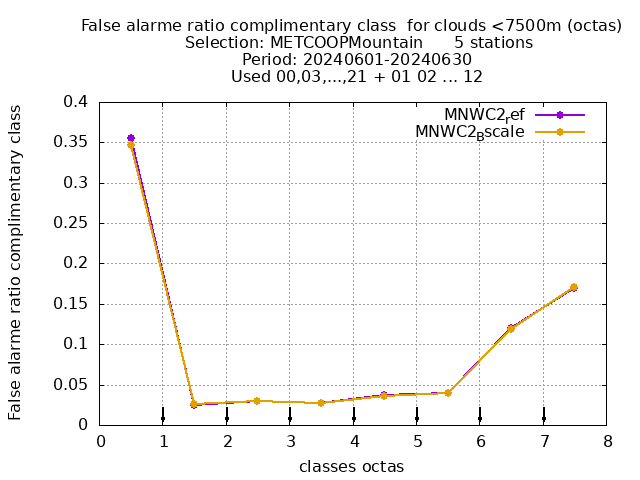 False alarme ratio complimentary class  for clouds <7500m (octas)
Selection: METCOOPMountain      5 stations
Period: 20240601-20240630
Used 00,03,...,21 + 01 02 ... 12
MNWC2ref
MNWC2Bscale
False alarme ratio complimentary class
0.4
0.35
0.3
0.25
0.2
0.15
0.1
0.05
0
0 1 2 3 4 5 6 7 8
classes octas